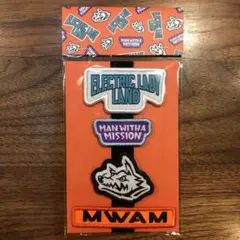 ELECTRIC LADY
LAND
MAN WITH A
MISSION
MWAM